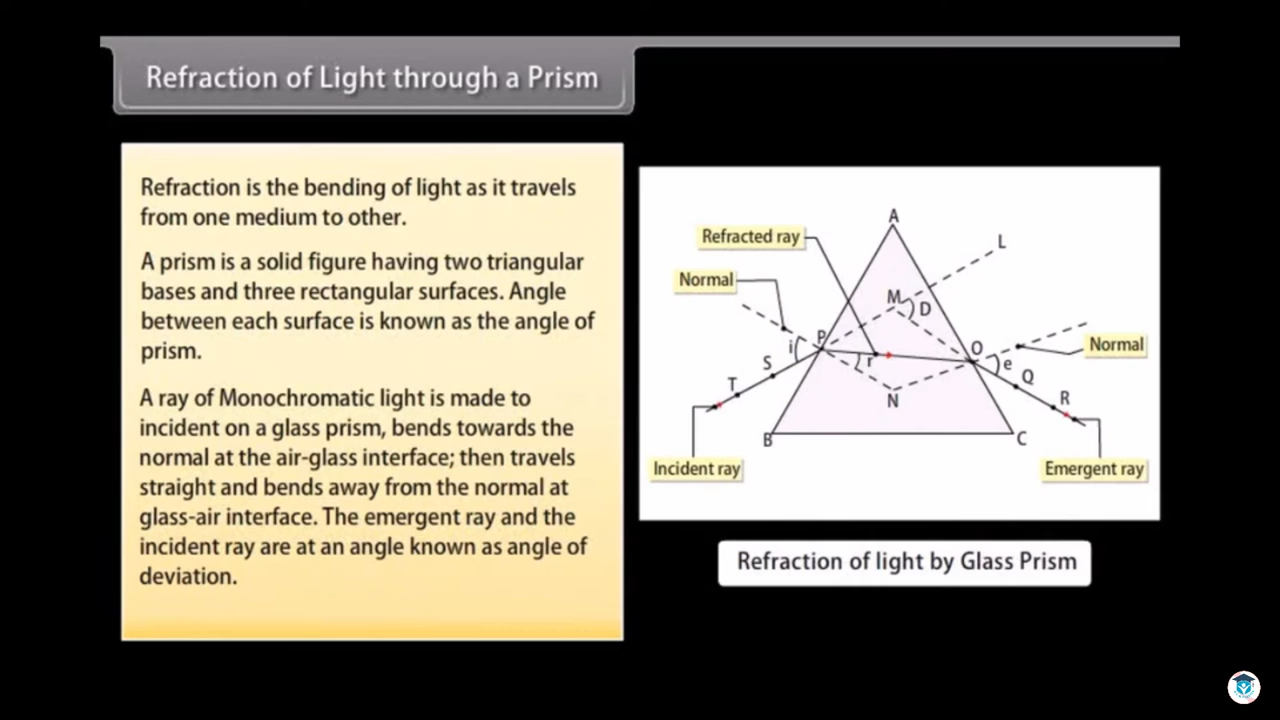 Refraction of Light through a Prism
Refraction is the bending of light as it travels
from one medium to other.
A prism is a solid figure having two triangular
bases and three rectangular surfaces. Angle
between each surface is known as the angle of
prism.
A ray of Monochromatic light is made to
incident on a glass prism, bends towards the
normal at the air-glass interface; then travels
straight and bends away from the normal at
glass-air interface. The emergent ray and the
incident ray are at an angle known as angle of
deviation.
A
Refracted ray
L
Normal
M
D
P
i
O
Normal
S
r
e
Q
T
N
R
B
C
Incident ray
Emergent ray
Refraction of light by Glass Prism